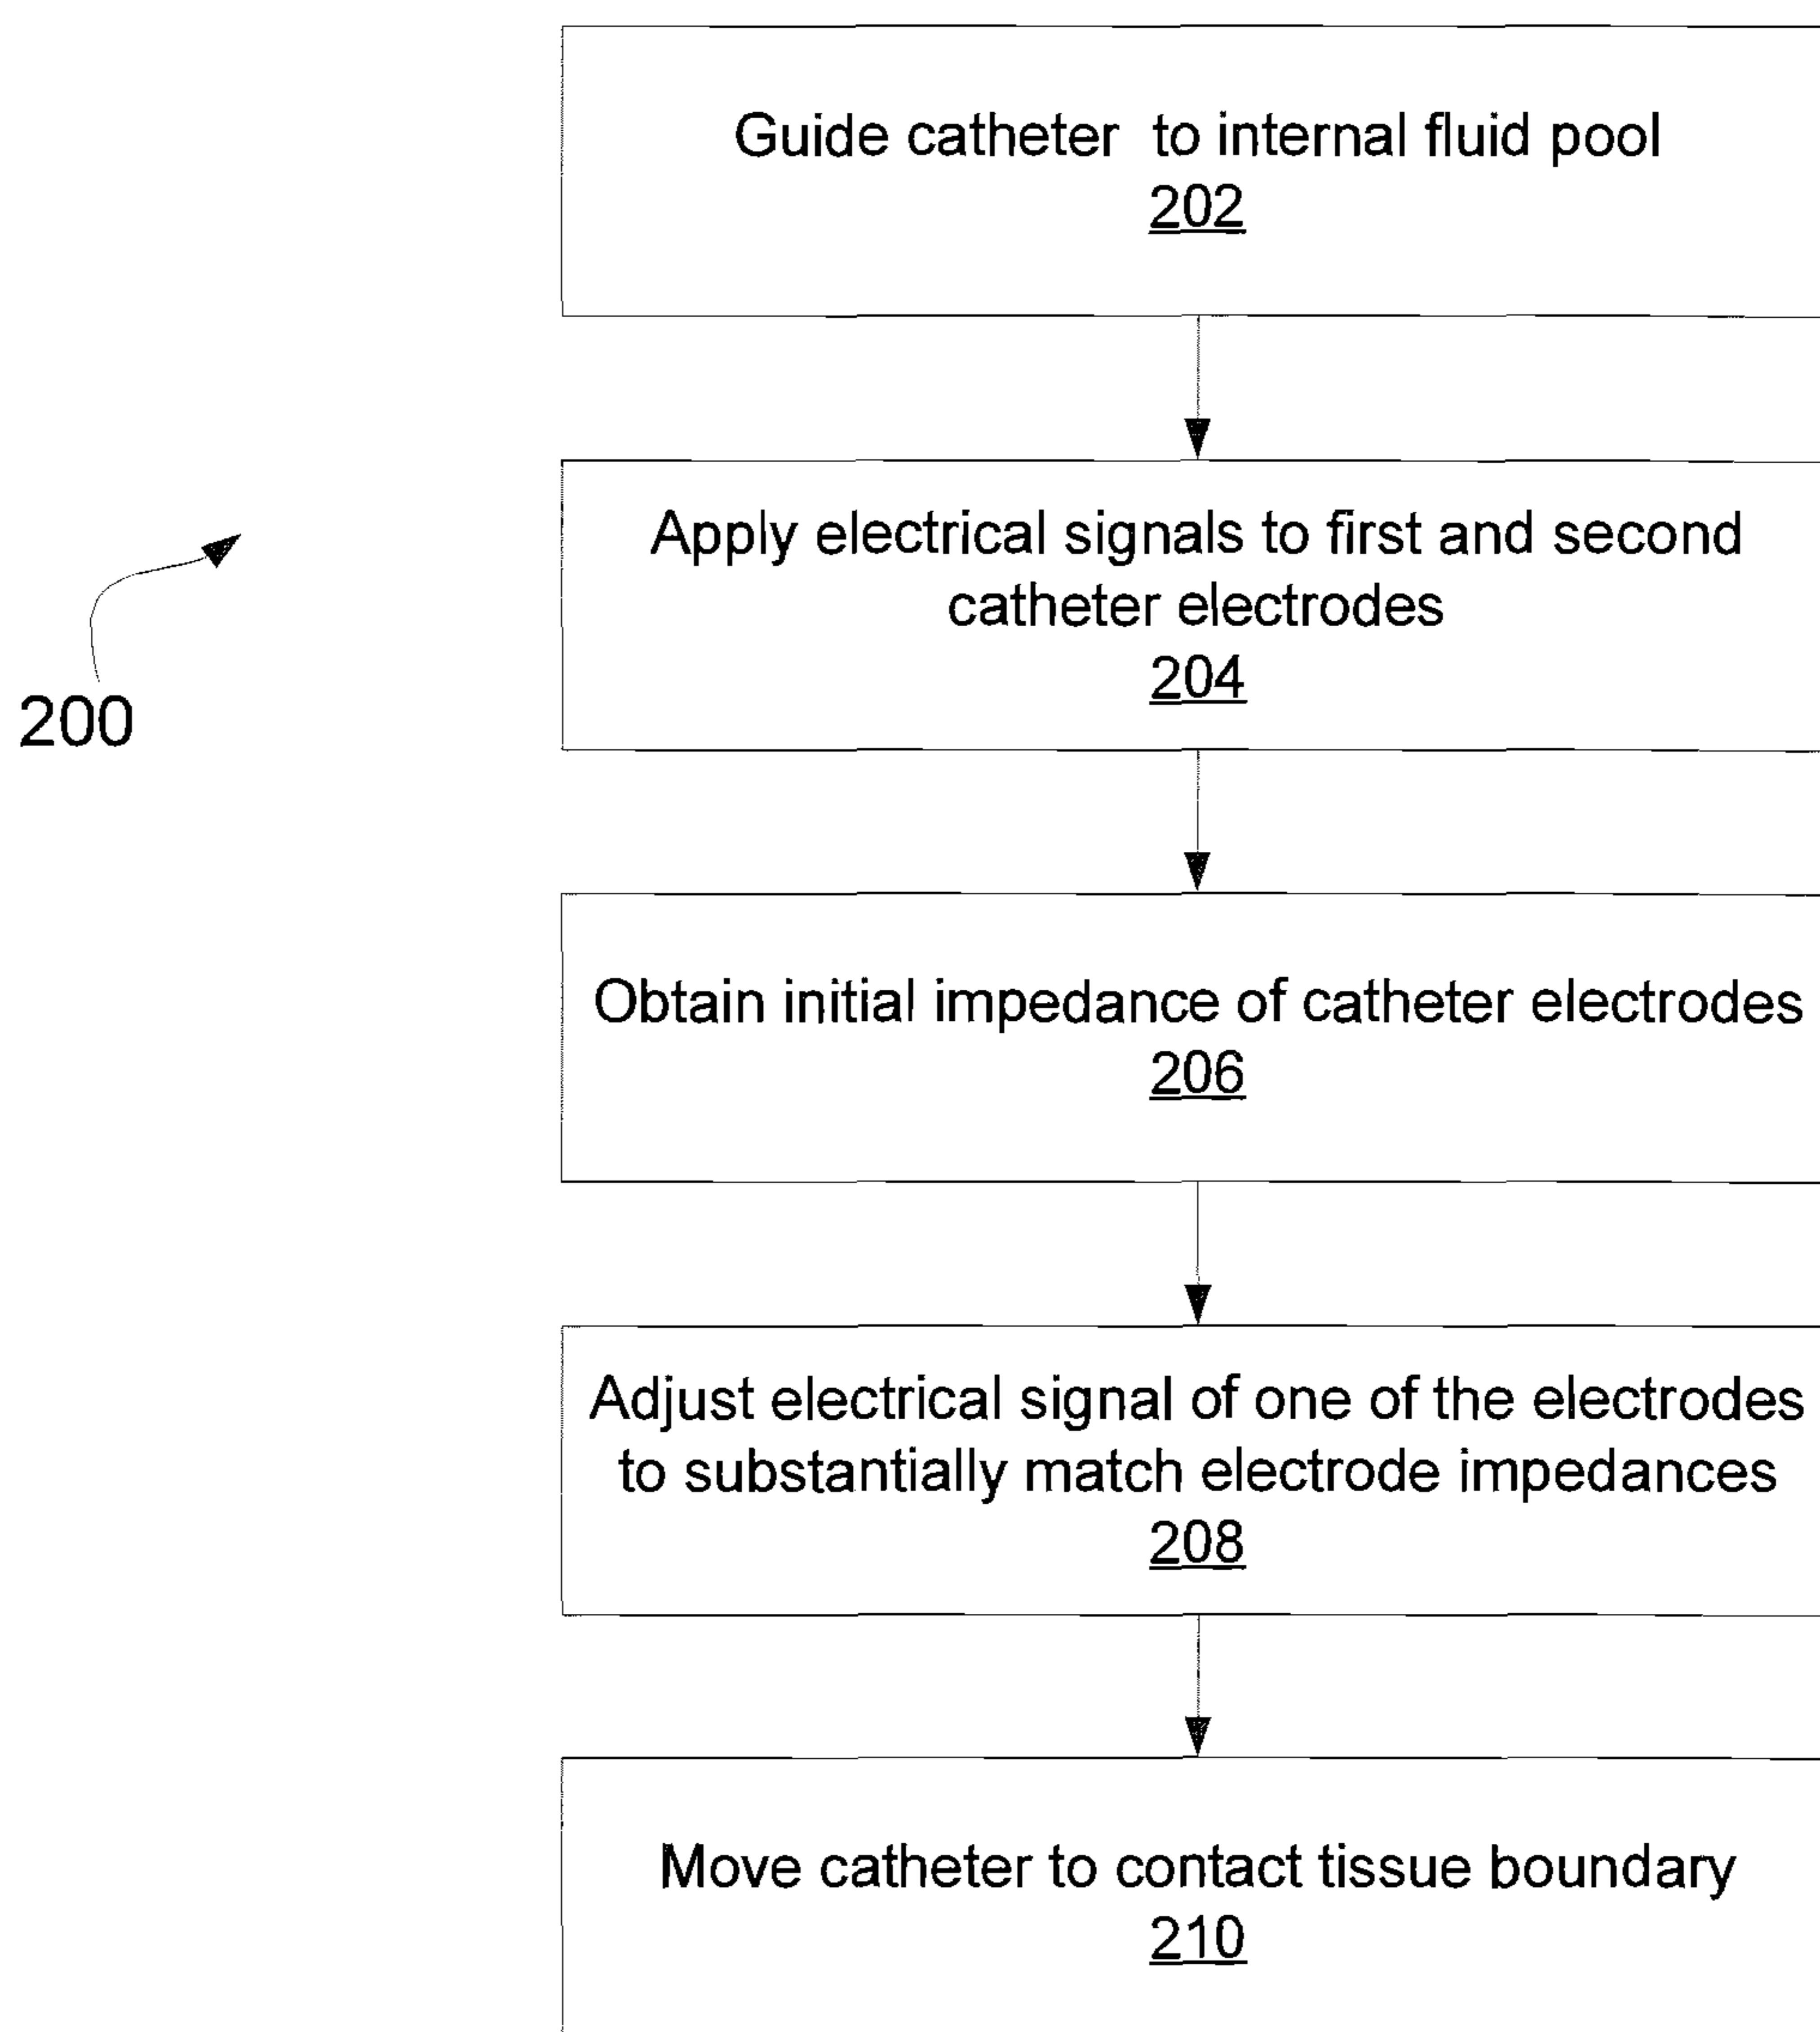 Guide catheter to internal fluid pool
202
Apply electrical signals to first and second
catheter electrodes
204
200
Obtain initial impedance of catheter electrodes
206
Adjust electrical signal of one of the electrodes
to substantially match electrode impedances
208
Move catheter to contact tissue boundary
210